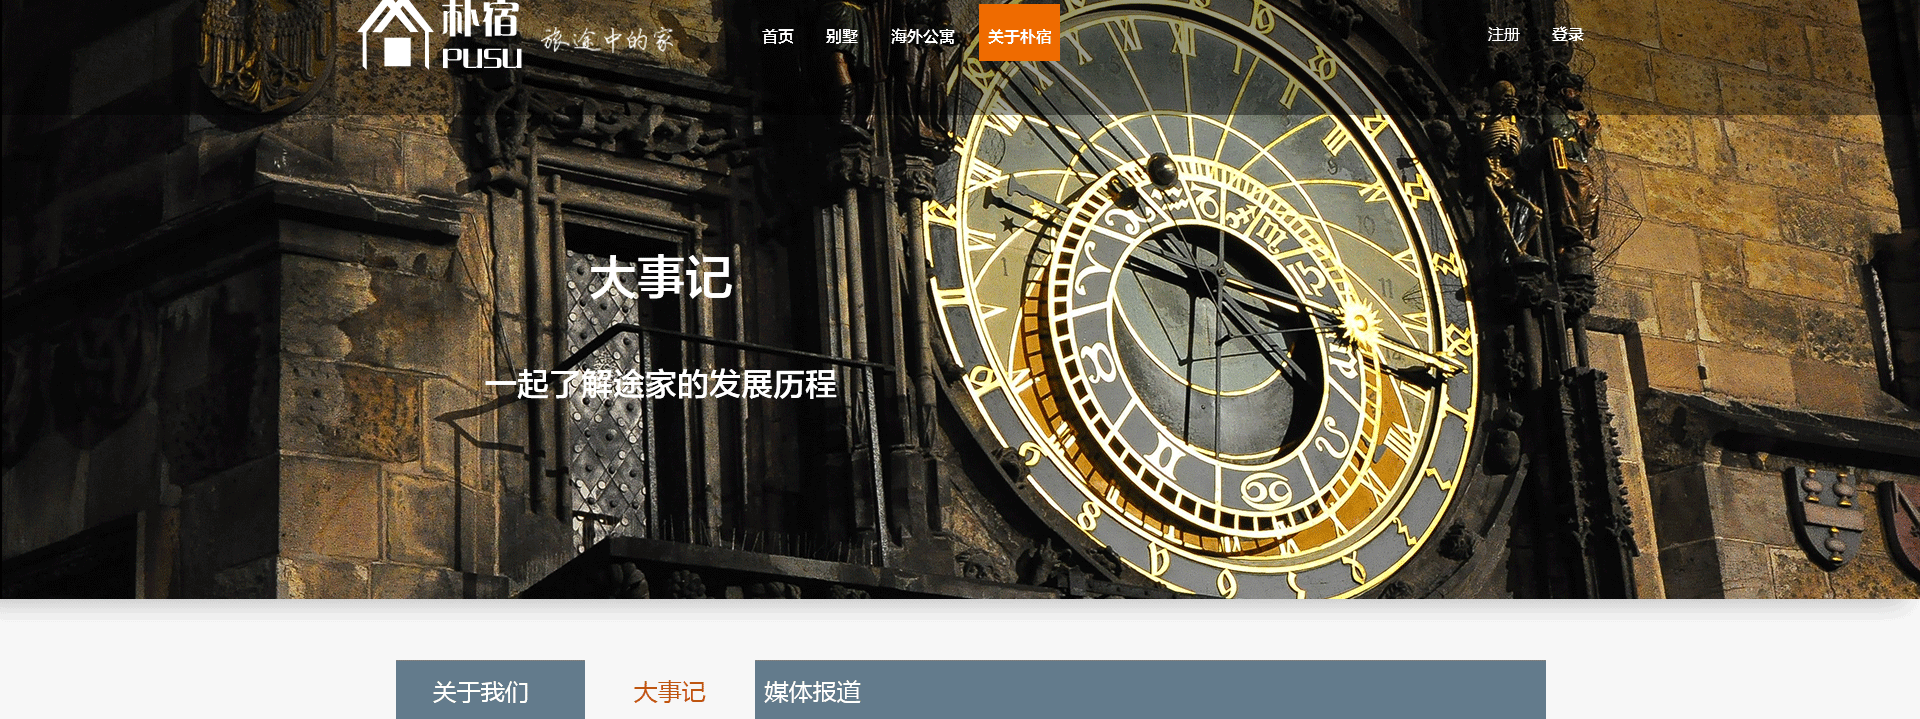 朴宿
PUSU
旅途中的家
首页 别墅 海外公寓 关于朴宿
注册 登录
大事记
一起了解途家的发展历程
关于我们 大事记 媒体报道